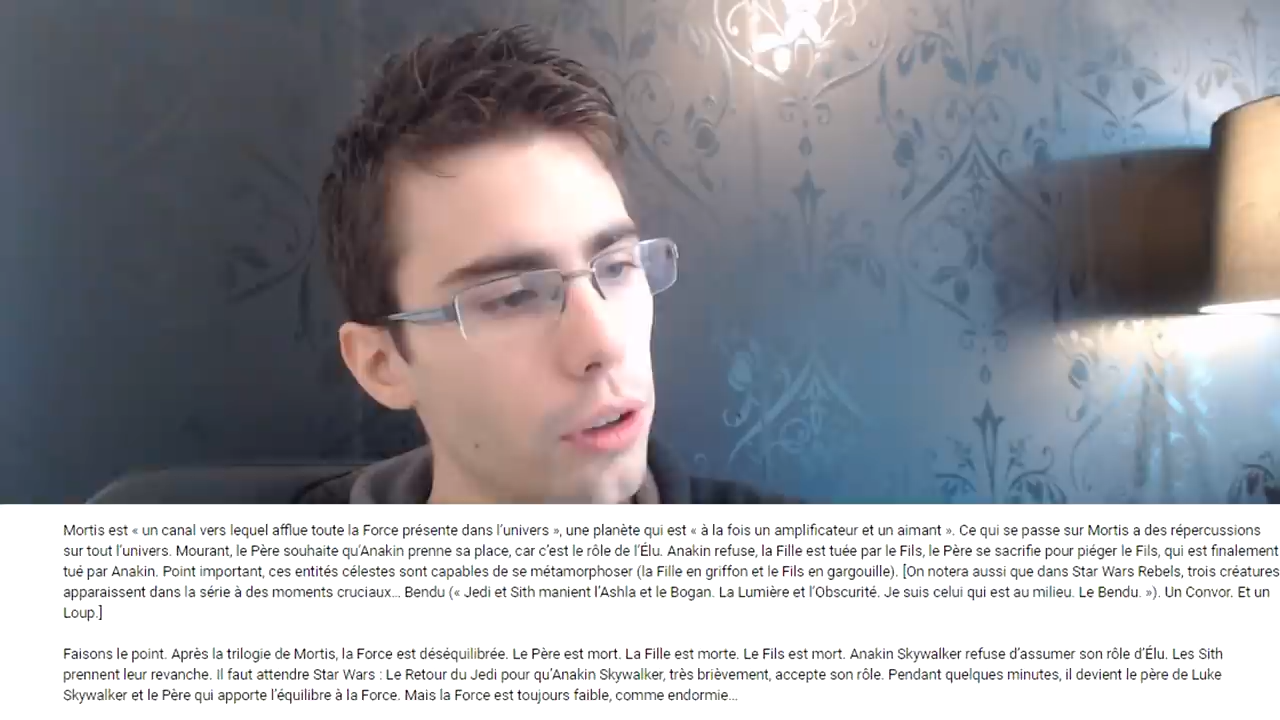 Mortis est « un canal vers lequel afflue toute la Force présente dans l’univers », une planète qui est « à la fois un amplificateur et un aimant ». Ce qui se passe sur Mortis a des répercussions
sur tout l’univers. Mourant, le Père souhaite qu’Anakin prenne sa place, car c’est le rôle de l’Élu. Anakin refuse, la Fille est tuée par le Fils, le Père se sacrifie pour piéger le Fils, qui est finalement
tué par Anakin. Point important, ces entités célestes sont capables de se métamorphoser (la Fille en griffon et le Fils en gargouille). [On notera aussi que dans Star Wars Rebels, trois créatures
apparaissent dans la série à des moments cruciaux... Bendu (« Jedi et Sith manient l’Ashla et le Bogan. La Lumière et l’Obscurité. Je suis celui qui est au milieu. Le Bendu. »). Un Convor. Et un
Loup.]
Faisons le point. Après la trilogie de Mortis, la Force est déséquilibrée. Le Père est mort. La Fille est morte. Le Fils est mort. Anakin Skywalker refuse d’assumer son rôle d’Élu. Les Sith
prennent leur revanche. Il faut attendre Star Wars : Le Retour du Jedi pour qu’Anakin Skywalker, très brièvement, accepte son rôle. Pendant quelques minutes, il devient le père de Luke
Skywalker et le Père qui apporte l’équilibre à la Force. Mais la Force est toujours faible, comme endormie...